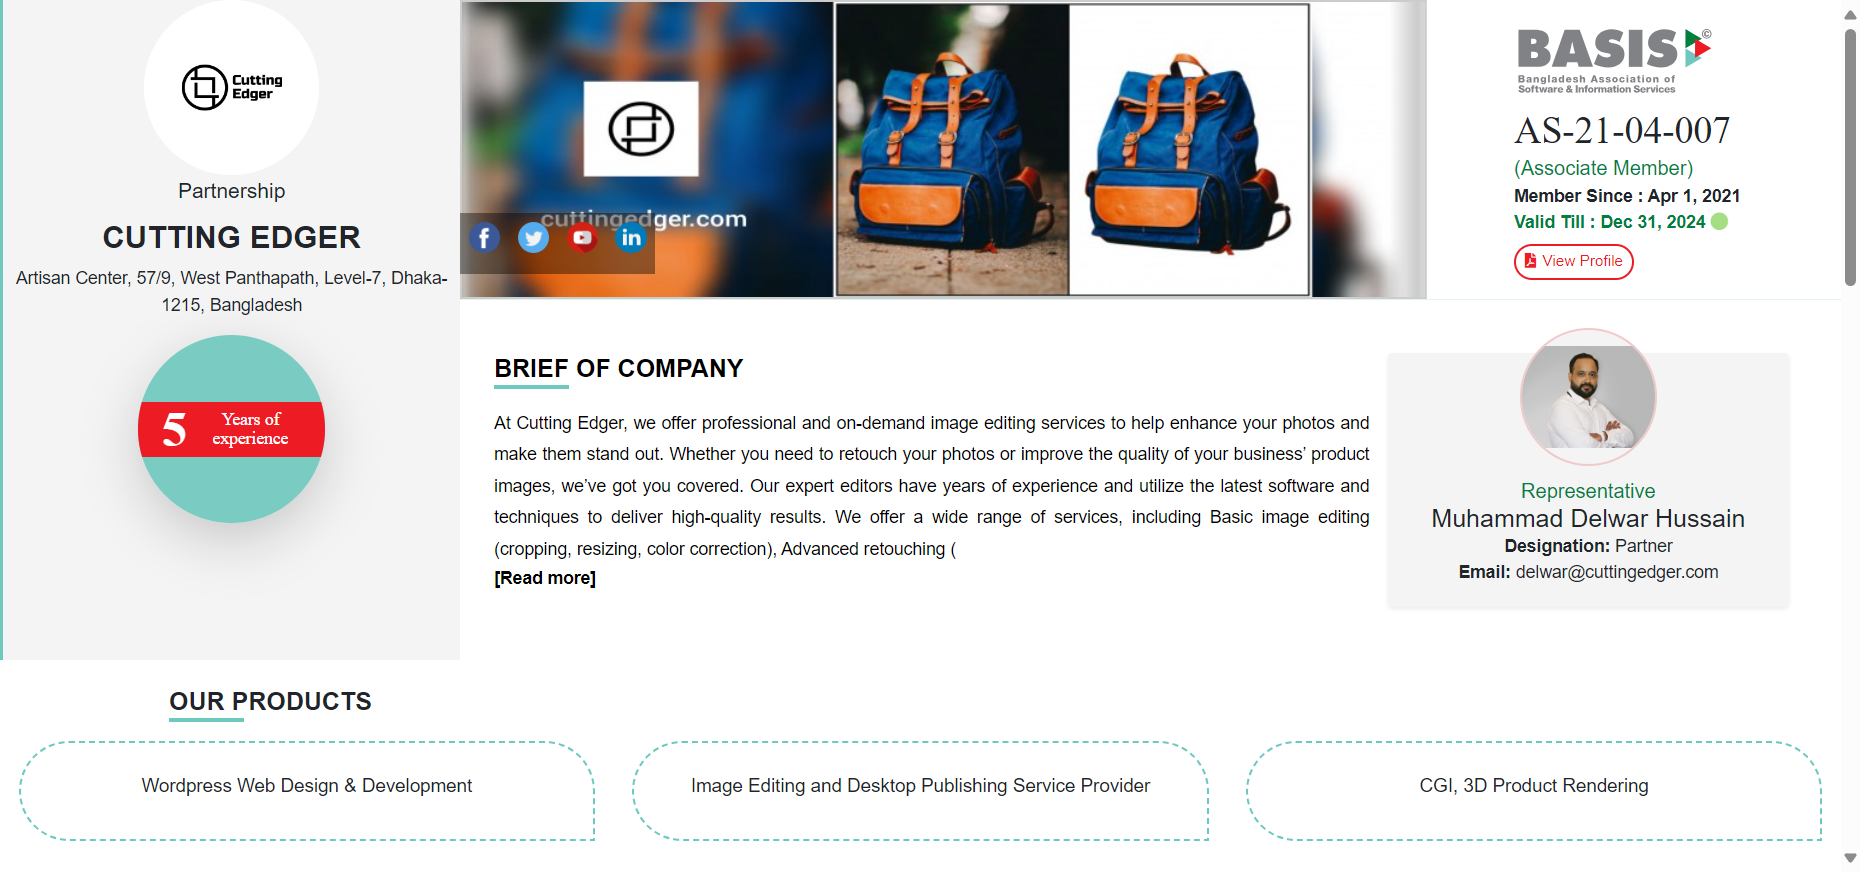 Cutting
Edger
Partnership
CUTTING EDGER
Artisan Center, 57/9, West Panthapath, Level-7, Dhaka-
1215, Bangladesh
5
Years of
experience
cuttingedger.com
f
in
BASIS©
Bangladesh Association of
Software & Information Services
AS-21-04-007
(Associate Member)
Member Since : Apr 1, 2021
Valid Till : Dec 31, 2024
View Profile
BRIEF OF COMPANY
At Cutting Edger, we offer professional and on-demand image editing services to help enhance your photos and
make them stand out. Whether you need to retouch your photos or improve the quality of your business’ product
images, we’ve got you covered. Our expert editors have years of experience and utilize the latest software and
techniques to deliver high-quality results. We offer a wide range of services, including Basic image editing
(cropping, resizing, color correction), Advanced retouching (
[Read more]
Representative
Muhammad Delwar Hussain
Designation: Partner
Email: delwar@cuttingedger.com
OUR PRODUCTS
Wordpress Web Design & Development
Image Editing and Desktop Publishing Service Provider
CGI, 3D Product Rendering